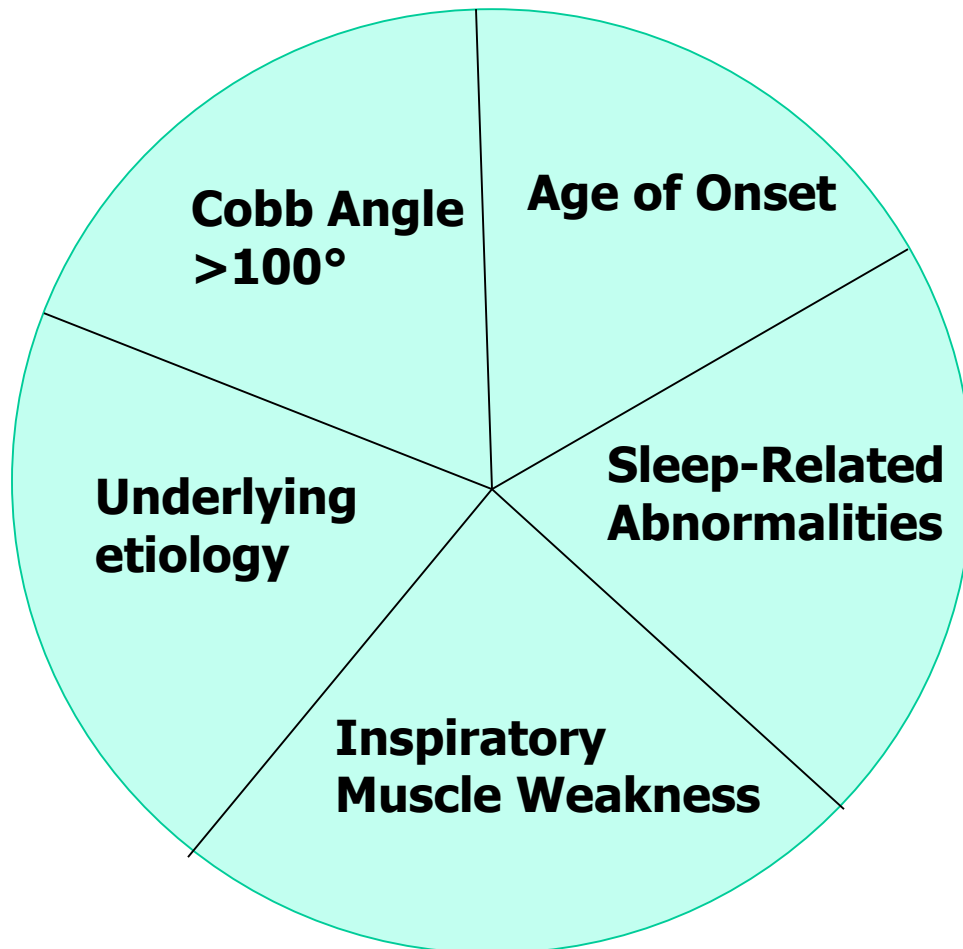 Cobb Angle
>100°
Age of Onset
Sleep-Related
Abnormalities
Underlying
etiology
Inspiratory
Muscle Weakness